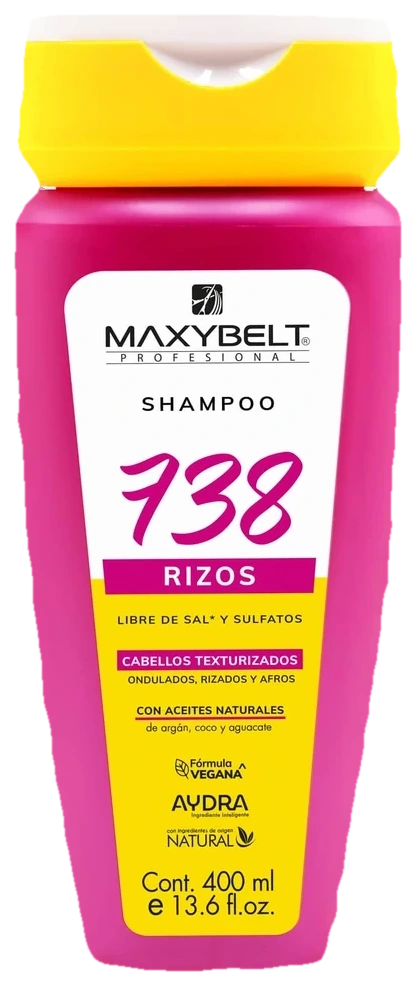 MAXYBELT®
PROFESIONAL
SHAMPOO
738
RIZOS
LIBRE DE SAL* Y SULFATOS
CABELLOS TEXTURIZADOS
ONDULADOS, RIZADOS Y AFROS
CON ACEITES NATURALES
de argán, coco y aguacate
Fórmula
VEGANA^
AYDRA
Ingrediente inteligente
con ingredientes de origen
NATURAL
Cont. 400 ml
e 13.6 fl.oz.